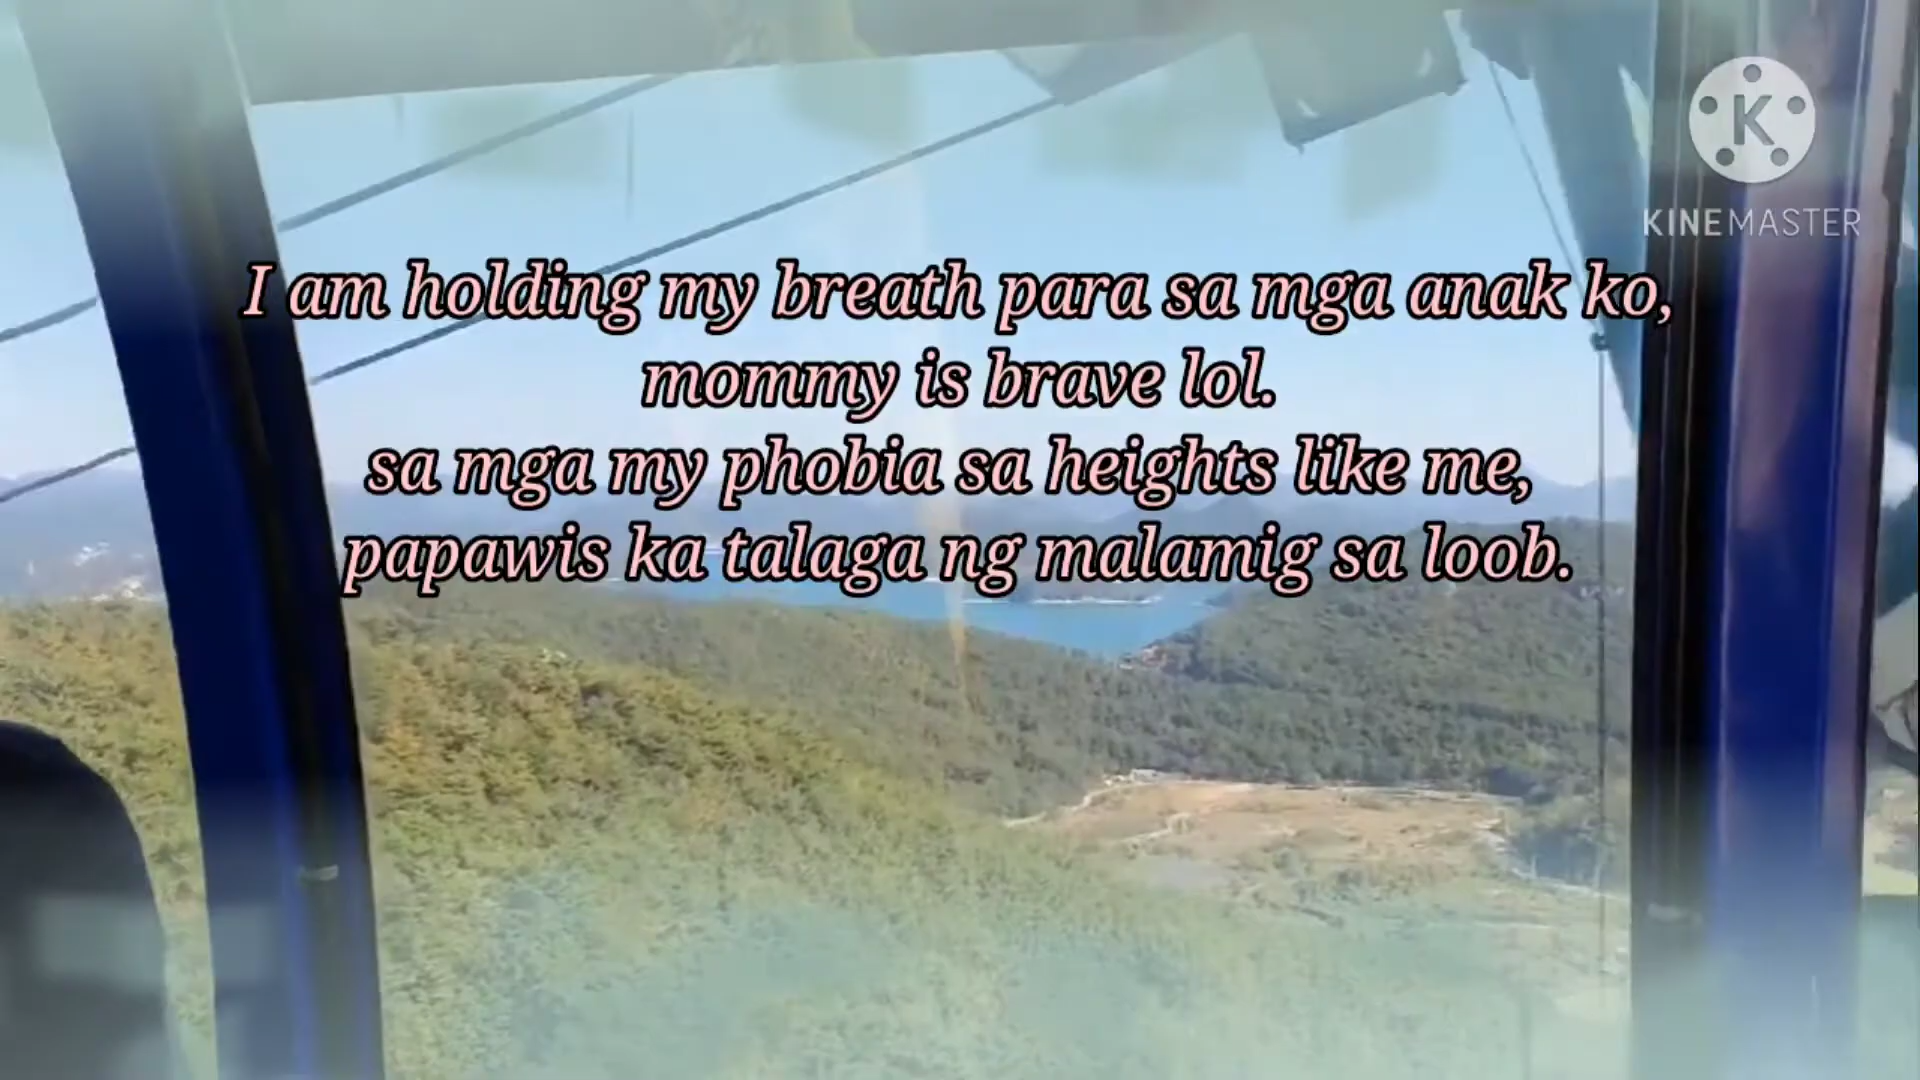 K
KINEMASTER
I am holding my breath para sa mga anak ko,
mommy is brave lol.
sa mga my phobia sa heights like me,
papawis ka talaga ng malamig sa loob.